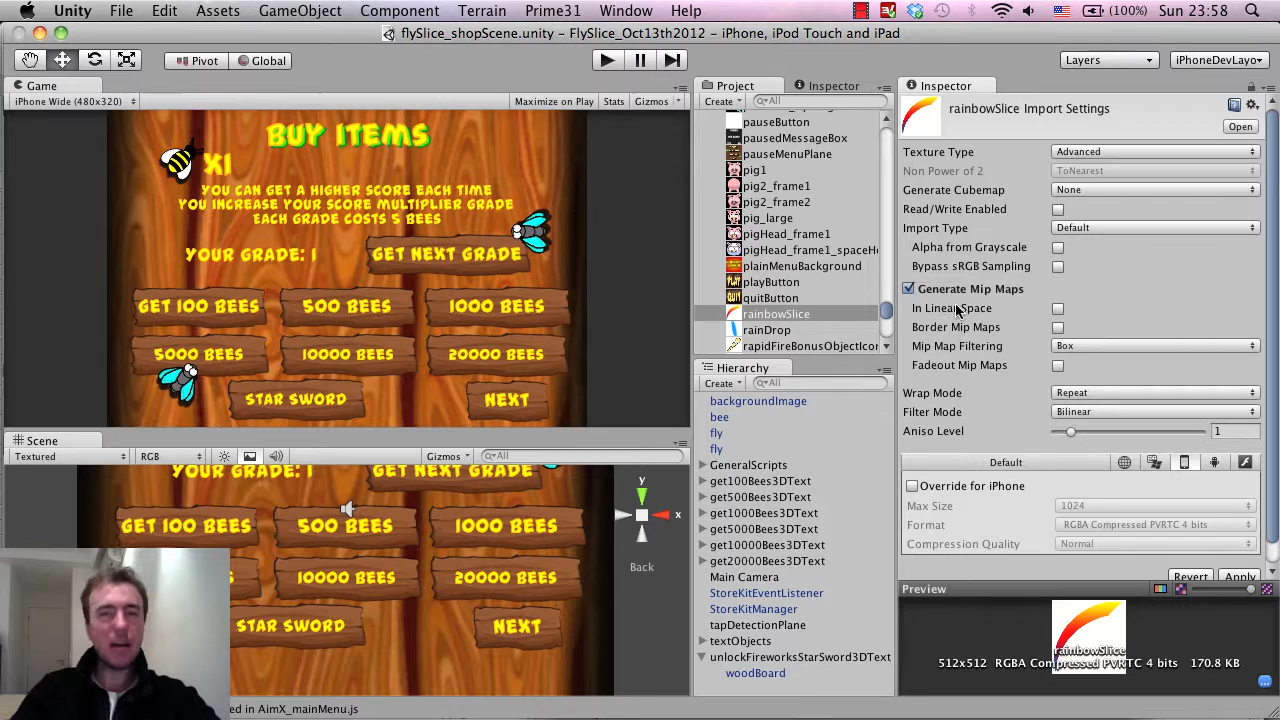 Unity File Edit Assets GameObject Component Terrain Prime31 Window Help (100%) Sun 23:58
flySlice_shopScene.unity - FlySlice_Oct13th2012 - iPhone, iPod Touch and iPad
Pivot Global Layers iPhoneDevLayo
Game
iPhone Wide (480x320) Maximize on Play Stats Gizmos
BUY ITEMS
X1
YOU CAN GET A HIGHER SCORE EACH TIME
YOU INCREASE YOUR SCORE MULTIPLIER GRADE
EACH GRADE COSTS 5 BEES
YOUR GRADE: 1 GET NEXT GRADE
GET 100 BEES 500 BEES 1000 BEES
5000 BEES 10000 BEES 20000 BEES
STAR SWORD NEXT
Scene
Textured RGB Gizmos All
YOUR GRADE: 1 GET NEXT GRADE
GET 100 BEES 500 BEES 1000 BEES
10000 BEES 20000 BEES
STAR SWORD NEXT
y
x
Back
ed in AimX_mainMenu.js
Project Inspector
Create All
pauseButton
pausedMessageBox
pauseMenuPlane
pig1
pig2_frame1
pig2_frame2
pig_large
pigHead_frame1
pigHead_frame1_spaceHe
plainMenuBackground
playButton
quitButton
rainbowSlice
rainDrop
rapidFireBonusObjectIcon
Hierarchy
Create All
backgroundImage
bee
fly
fly
GeneralScripts
get100Bees3DText
get500Bees3DText
get1000Bees3DText
get5000Bees3DText
get10000Bees3DText
get20000Bees3DText
Main Camera
StoreKitEventListener
StoreKitManager
tapDetectionPlane
textObjects
unlockFireworksStarSword3DText
woodBoard
Inspector
rainbowSlice Import Settings
Open
Texture Type Advanced
Non Power of 2 ToNearest
Generate Cubemap None
Read/Write Enabled
Import Type Default
Alpha from Grayscale
Bypass sRGB Sampling
Generate Mip Maps
In Linear Space
Border Mip Maps
Mip Map Filtering Box
Fadeout Mip Maps
Wrap Mode Repeat
Filter Mode Bilinear
Aniso Level 1
Default
Override for iPhone
Max Size 1024
Format RGBA Compressed PVRTC 4 bits
Compression Quality Normal
Revert Apply
Preview
rainbowSlice
512x512 RGBA Compressed PVRTC 4 bits 170.8 KB